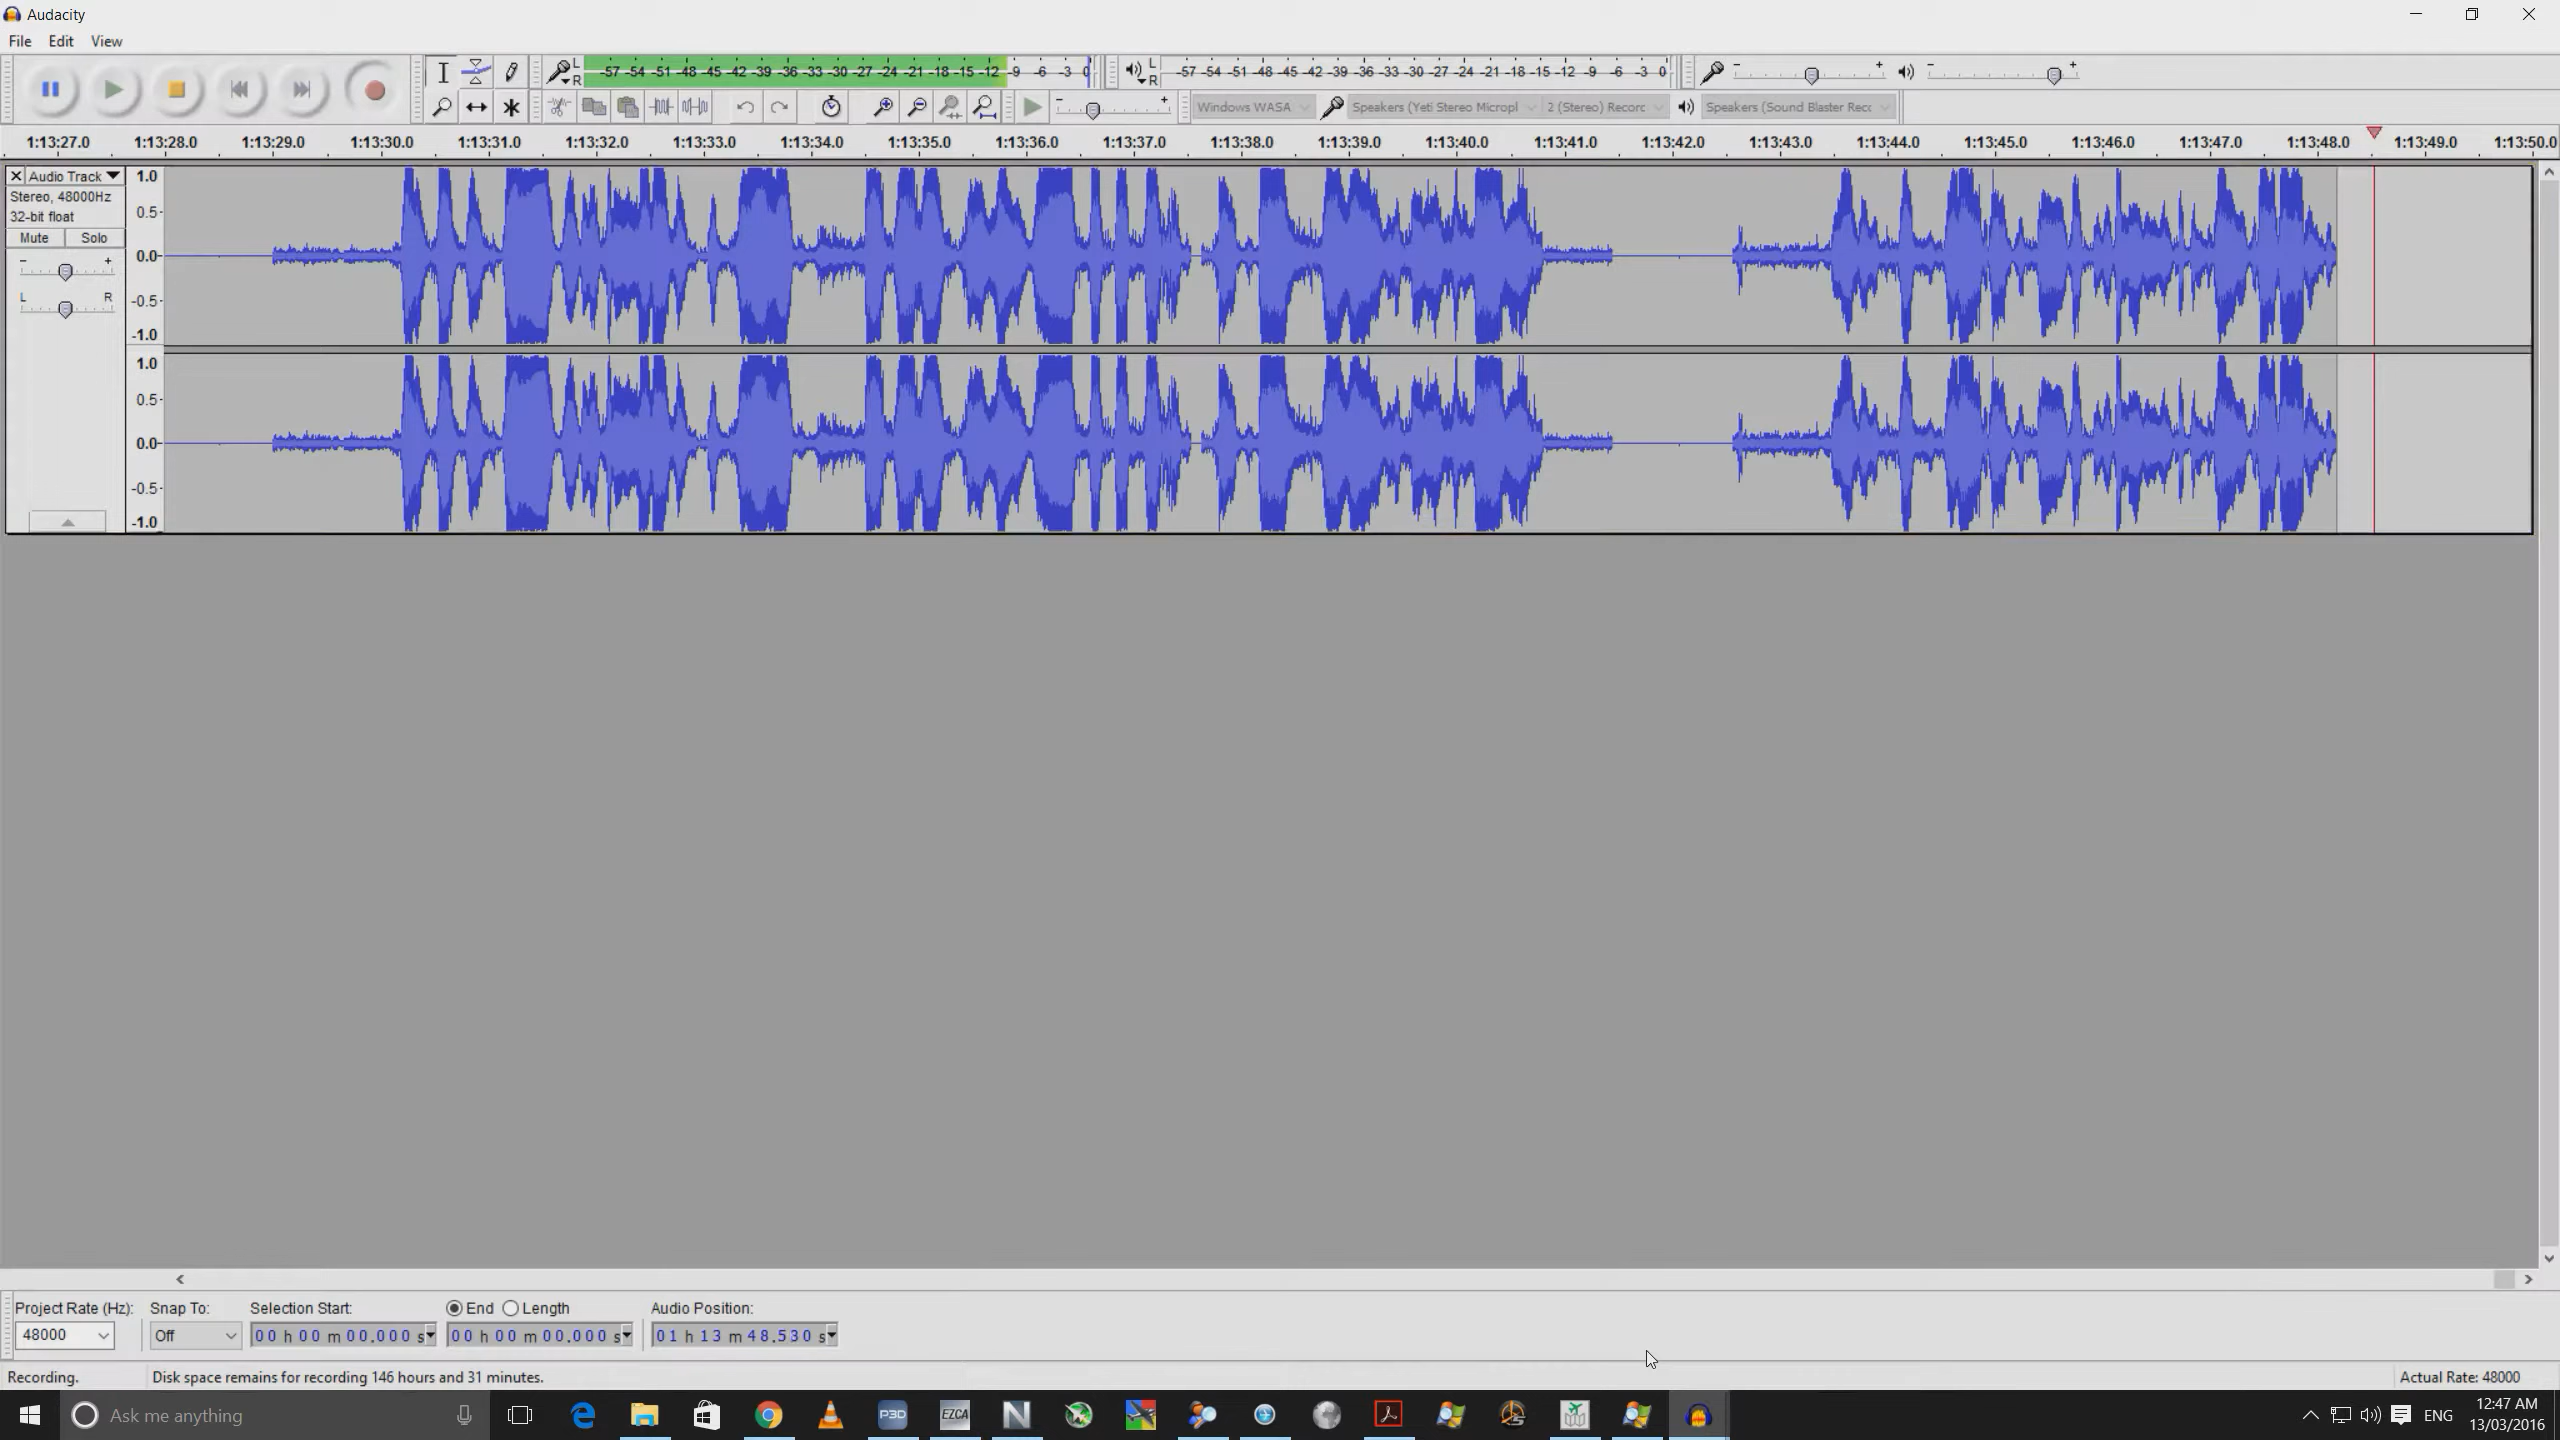 Audacity
File Edit View
L
R
-57 -54 -51 -48 -45 -42 -39 -36 -33 -30 -27 -24 -21 -18 -15 -12 -9 -6 -3 0
L
R
-57 -54 -51 -48 -45 -42 -39 -36 -33 -30 -27 -24 -21 -18 -15 -12 -9 -6 -3 0
- +
- +
- +
Windows WASA
Speakers (Yeti Stereo Micropl
2 (Stereo) Recorc
Speakers (Sound Blaster Recc
1:13:27.0 1:13:28.0 1:13:29.0 1:13:30.0 1:13:31.0 1:13:32.0 1:13:33.0 1:13:34.0 1:13:35.0 1:13:36.0 1:13:37.0 1:13:38.0 1:13:39.0 1:13:40.0 1:13:41.0 1:13:42.0 1:13:43.0 1:13:44.0 1:13:45.0 1:13:46.0 1:13:47.0 1:13:48.0 1:13:49.0 1:13:50.0
Audio Track
Stereo, 48000Hz
32-bit float
Mute Solo
- +
L R
1.0
0.5-
0.0-
-0.5-
-1.0
1.0
0.5-
0.0-
-0.5-
-1.0
Project Rate (Hz): Snap To: Selection Start: End Length Audio Position:
48000 Off 00 h 00 m 00.000 s 00 h 00 m 00.000 s 01 h 13 m 48.530 s
Recording. Disk space remains for recording 146 hours and 31 minutes. Actual Rate: 48000
Ask me anything
P3D
EZCA
ENG
12:47 AM
13/03/2016